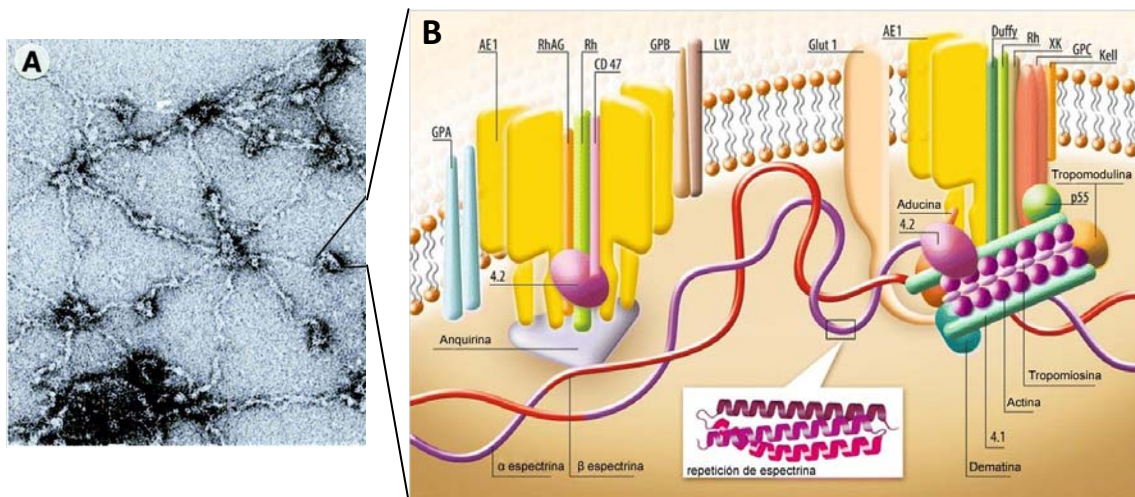 A
B
AE1
RhAG
Rh
CD 47
GPB
LW
Glut 1
AE1
Duffy
Rh
XK
GPC
Kell
GPA
Tropomodulina
p55
Aducina
4.2
4.2
Anquirina
Tropomiosina
Actina
4.1
Dematina
α espectrina
β espectrina
repetición de espectrina